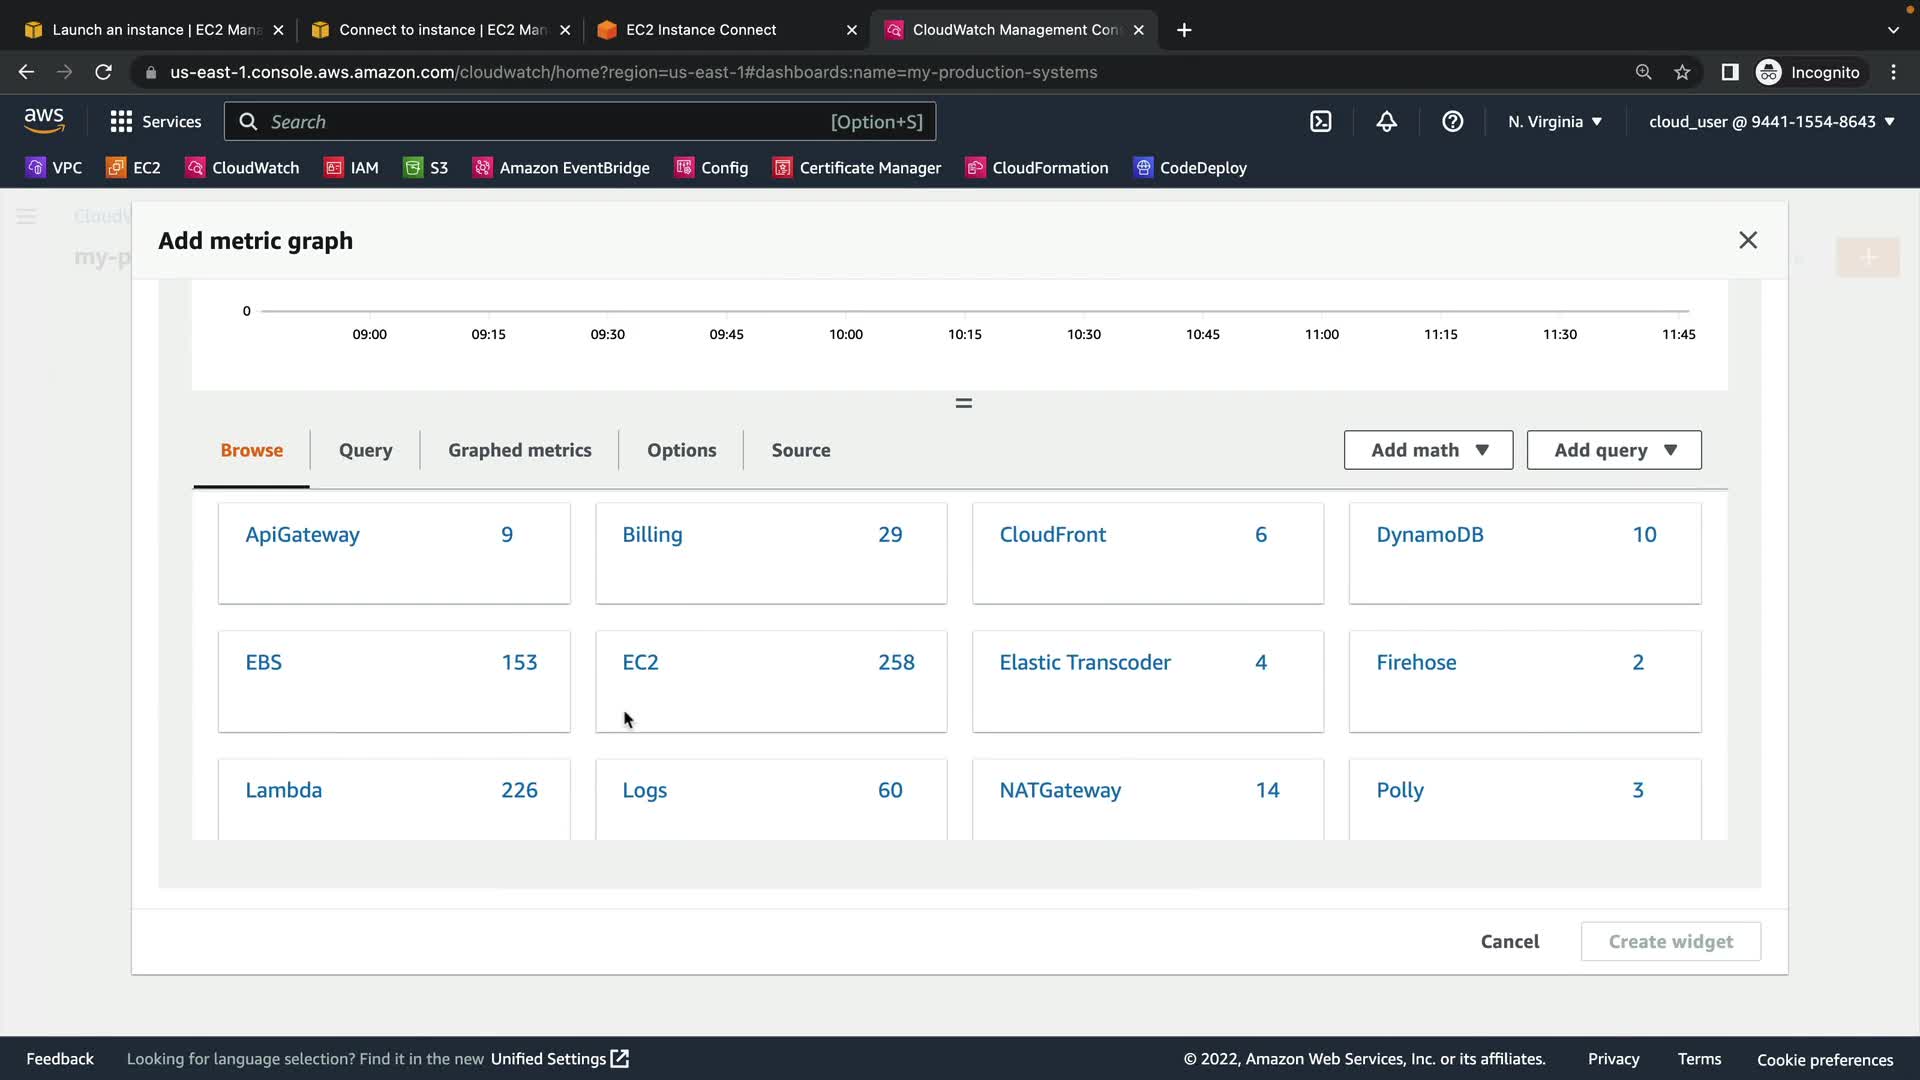 Launch an instance | EC2 Mana
Connect to instance | EC2 Man
EC2 Instance Connect
CloudWatch Management Con
us-east-1.console.aws.amazon.com/cloudwatch/home?region=us-east-1#dashboards:name=my-production-systems
Incognito
aws
Services
Search
[Option+S]
N. Virginia
cloud_user @ 9441-1554-8643
VPC
EC2
CloudWatch
IAM
S3
Amazon EventBridge
Config
Certificate Manager
CloudFormation
CodeDeploy
CloudW
my-p
Add metric graph
0
09:00 09:15 09:30 09:45 10:00 10:15 10:30 10:45 11:00 11:15 11:30 11:45
Browse
Query
Graphed metrics
Options
Source
Add math
Add query
ApiGateway 9
Billing 29
CloudFront 6
DynamoDB 10
EBS 153
EC2 258
Elastic Transcoder 4
Firehose 2
Lambda 226
Logs 60
NATGateway 14
Polly 3
Cancel
Create widget
Feedback
Looking for language selection? Find it in the new Unified Settings
© 2022, Amazon Web Services, Inc. or its affiliates.
Privacy
Terms
Cookie preferences